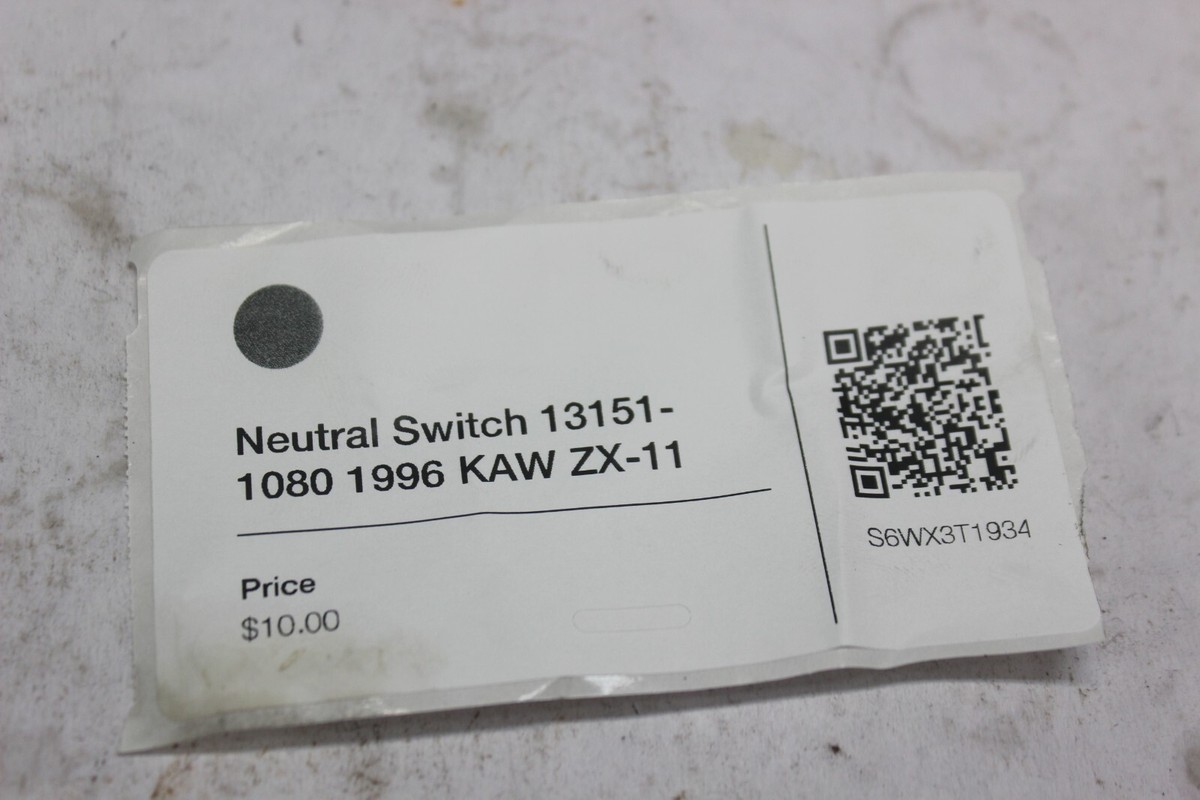 Neutral Switch 13151-
1080 1996 KAW ZX-11
Price
$10.00
S6WX3T1934